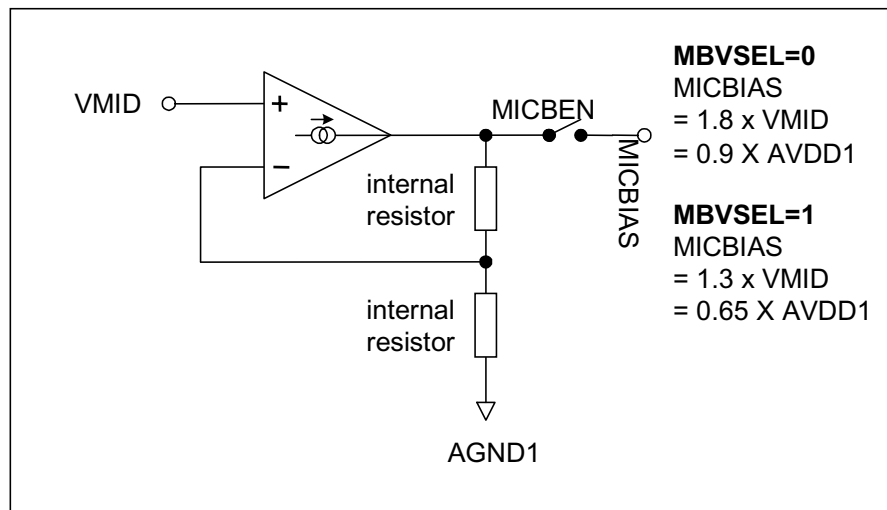 VMID
+
−
MICBEN
MICBIAS
internal
resistor
internal
resistor
AGND1
MBVSEL=0
MICBIAS
= 1.8 x VMID
= 0.9 X AVDD1
MBVSEL=1
MICBIAS
= 1.3 x VMID
= 0.65 X AVDD1